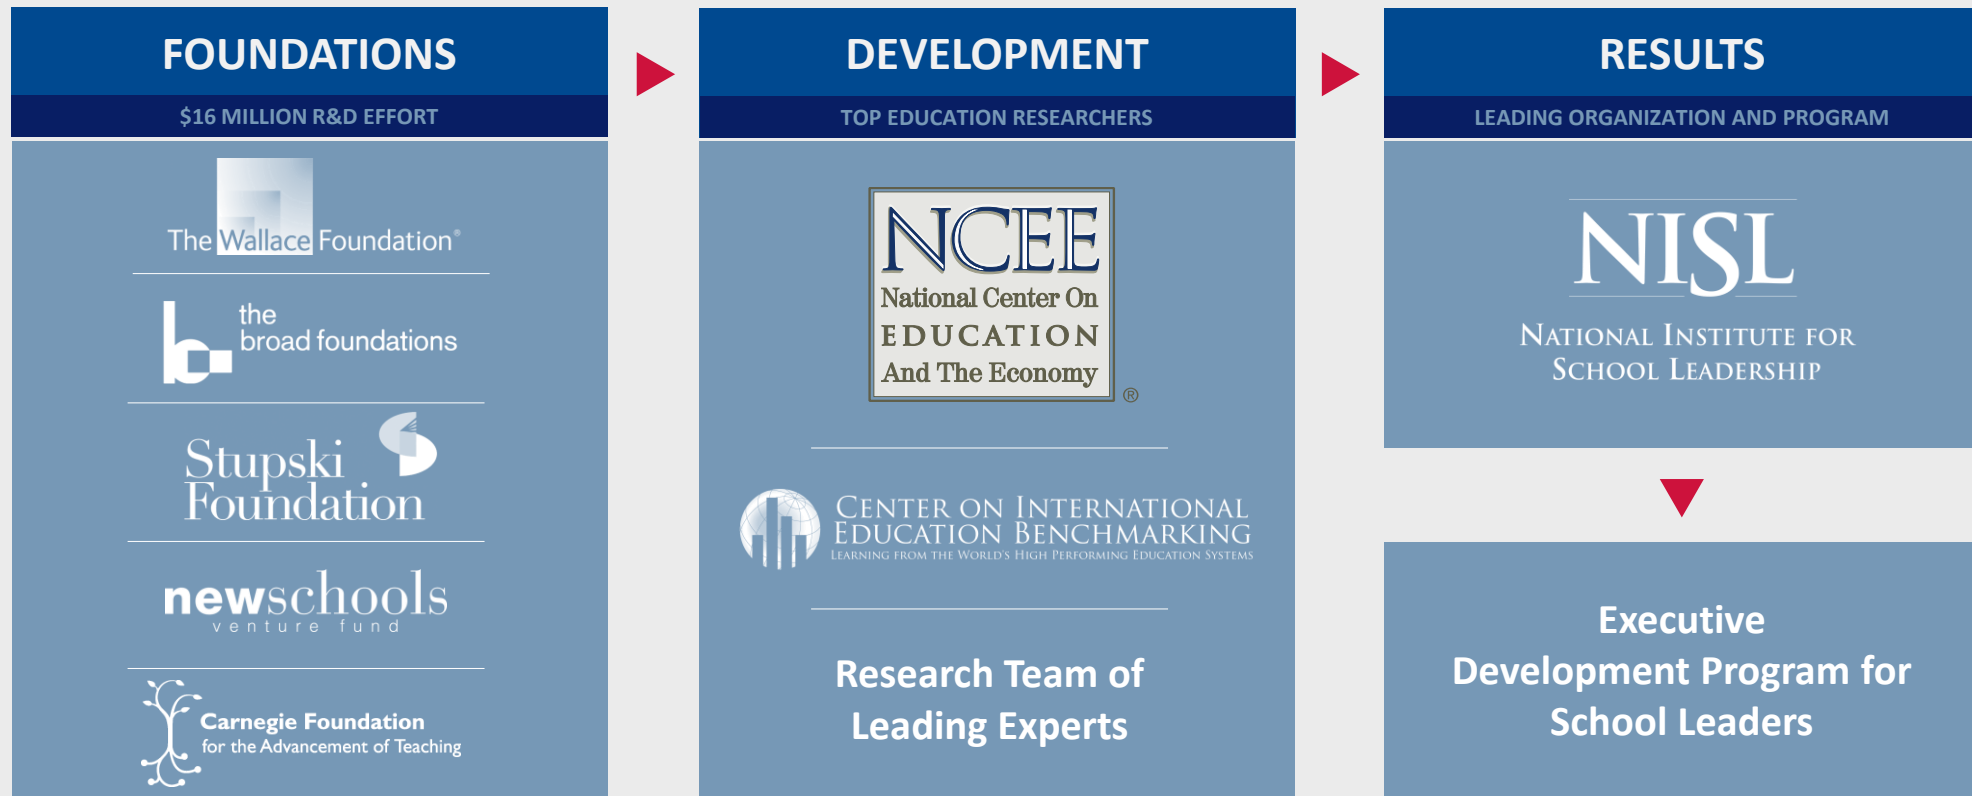 FOUNDATIONS
$16 MILLION R&D EFFORT
The Wallace Foundation®
the
broad foundations
Stupski
Foundation
newschools
venture fund
Carnegie Foundation
for the Advancement of Teaching
DEVELOPMENT
TOP EDUCATION RESEARCHERS
NCEE
National Center On
EDUCATION
And The Economy
®
CENTER ON INTERNATIONAL
EDUCATION BENCHMARKING
LEARNING FROM THE WORLD'S HIGH PERFORMING EDUCATION SYSTEMS
Research Team of
Leading Experts
RESULTS
LEADING ORGANIZATION AND PROGRAM
NISL
NATIONAL INSTITUTE FOR
SCHOOL LEADERSHIP
Executive
Development Program for
School Leaders